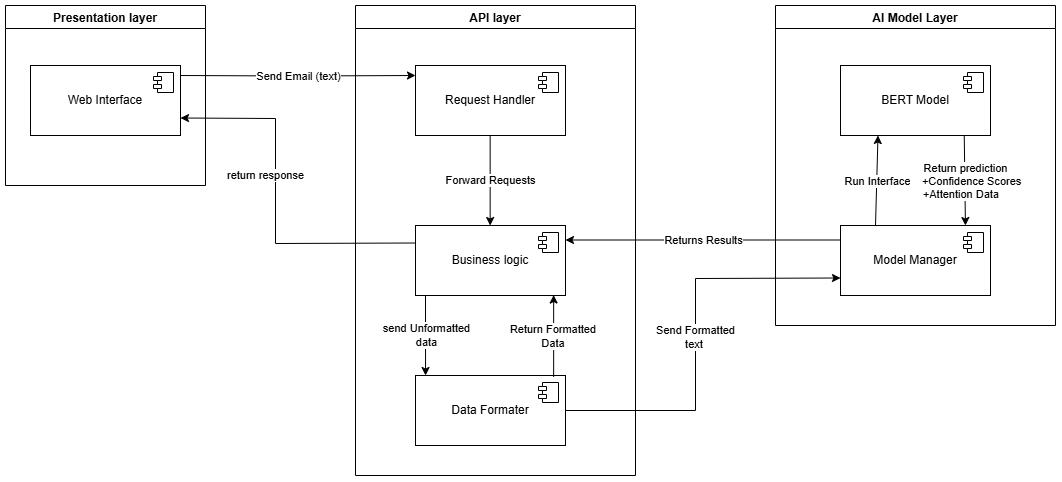 Presentation layer
API layer
AI Model Layer
Web Interface
Send Email (text)
Request Handler
BERT Model
return response
Forward Requests
Run Interface
Return prediction
+Confidence Scores
+Attention Data
Business logic
Returns Results
Model Manager
send Unformatted
data
Return Formatted
Data
Send Formatted
text
Data Formater